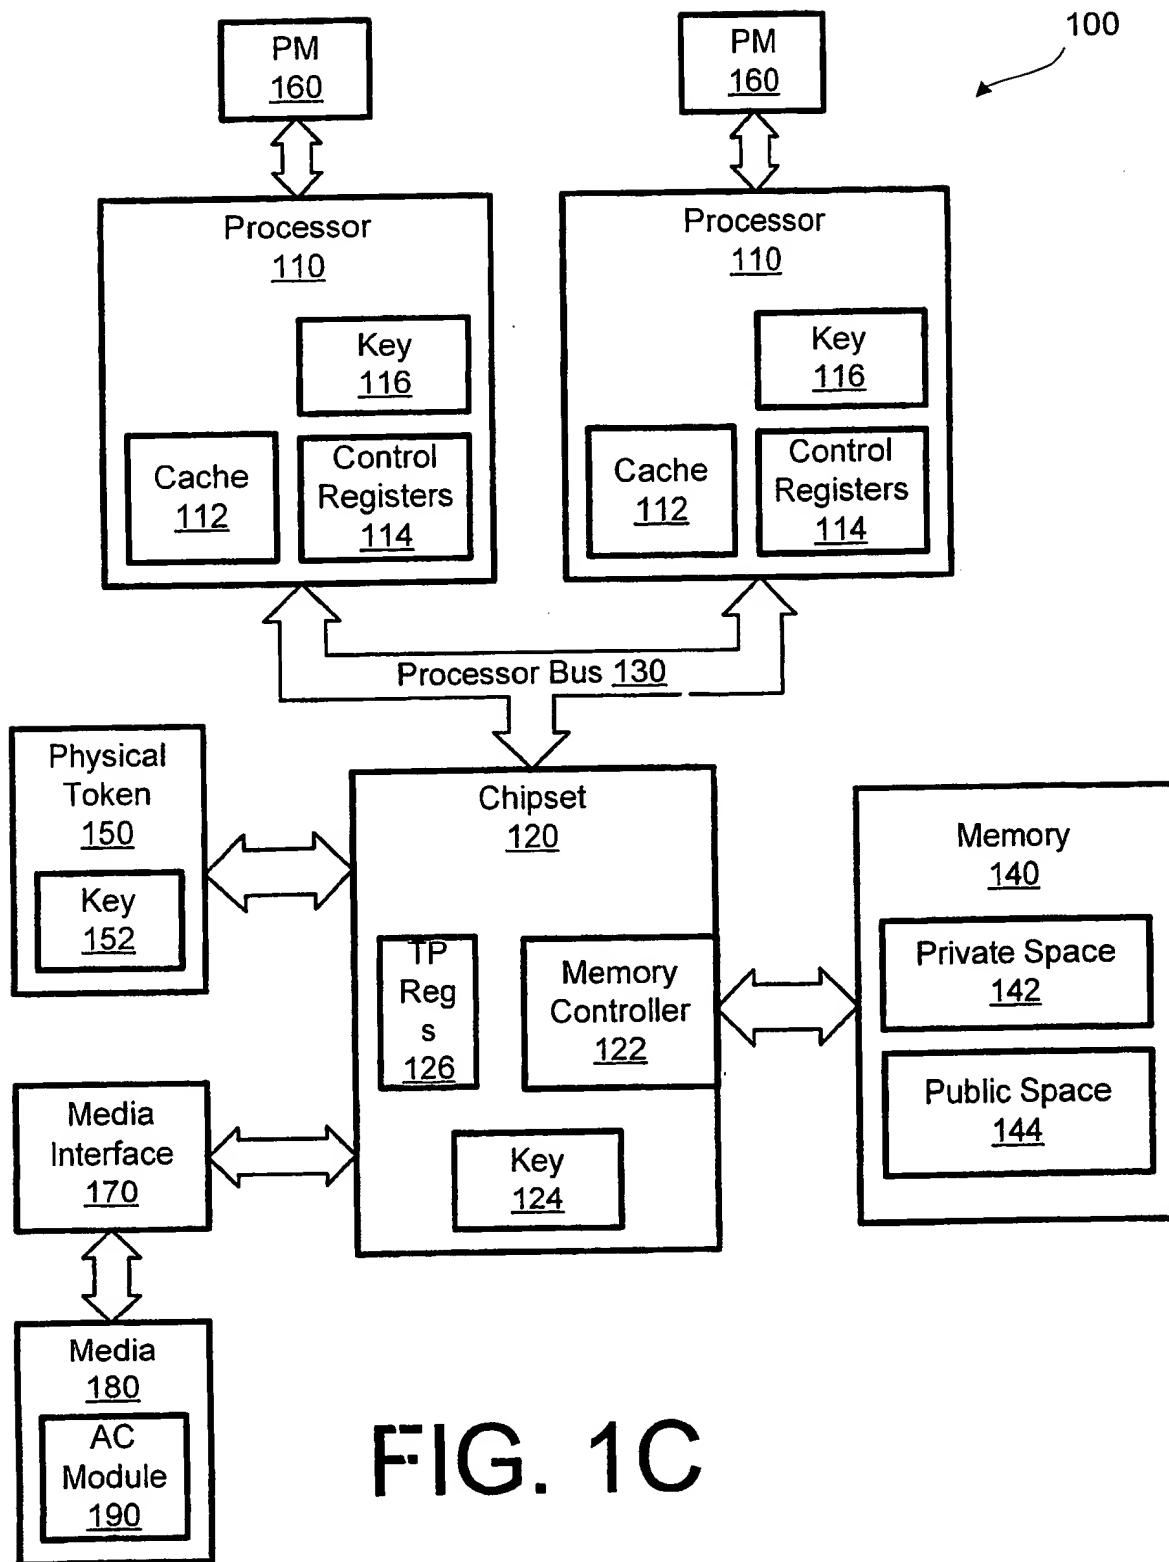 100
PM
160
PM
160
Processor
110
Key
116
Cache
112
Control
Registers
114
Processor
110
Key
116
Cache
112
Control
Registers
114
Processor Bus 130
Physical
Token
150
Key
152
Chipset
120
TP
Reg
s
126
Memory
Controller
122
Key
124
Memory
140
Private Space
142
Public Space
144
Media
Interface
170
Media
180
AC
Module
190
FIG. 1C